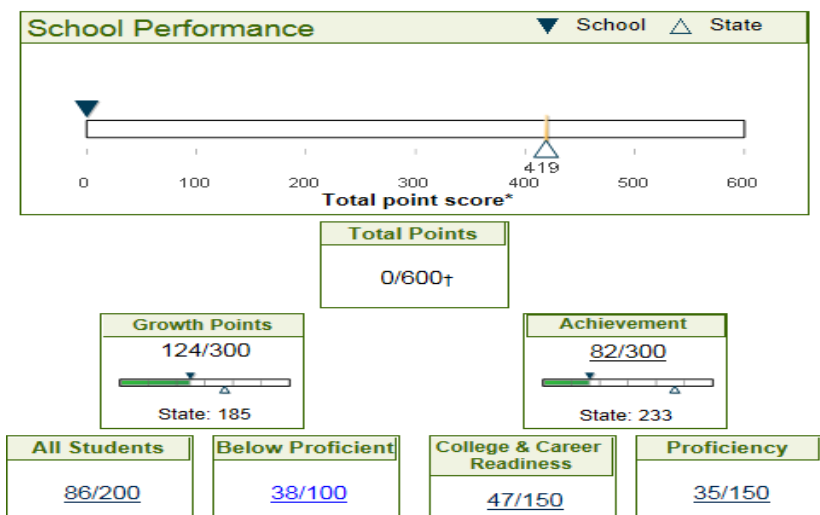 School Performance
School State
419
0 100 200 300 400 500 600
Total point score*
Total Points
0/600†
Growth Points
124/300
State: 185
Achievement
82/300
State: 233
All Students
86/200
Below Proficient
38/100
College & Career
Readiness
47/150
Proficiency
35/150